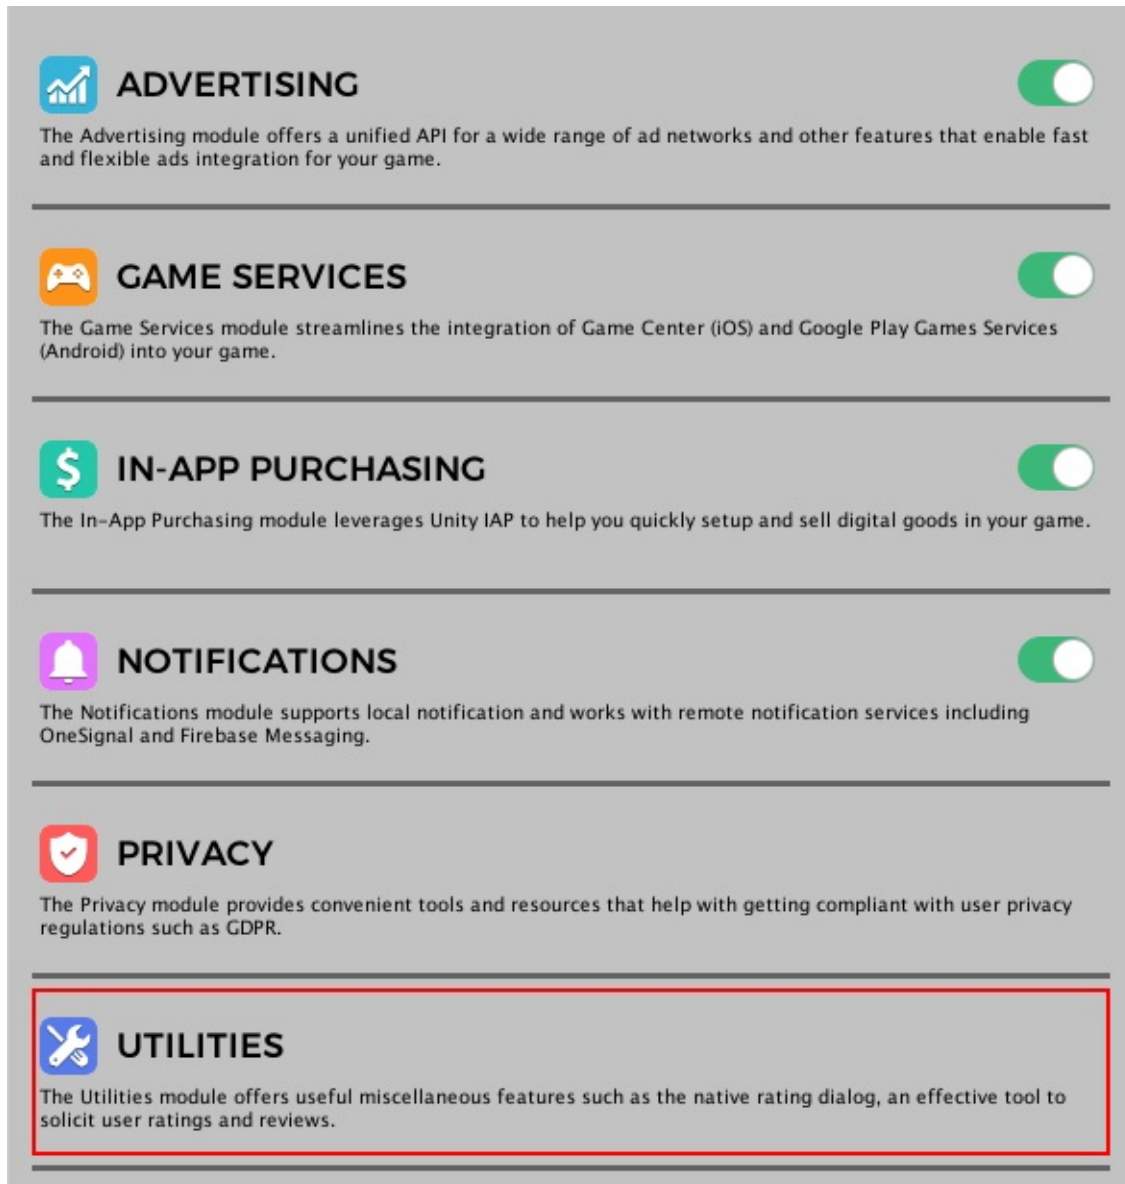 ADVERTISING
The Advertising module offers a unified API for a wide range of ad networks and other features that enable fast
and flexible ads integration for your game.
GAME SERVICES
The Game Services module streamlines the integration of Game Center (iOS) and Google Play Games Services
(Android) into your game.
IN-APP PURCHASING
The In-App Purchasing module leverages Unity IAP to help you quickly setup and sell digital goods in your game.
NOTIFICATIONS
The Notifications module supports local notification and works with remote notification services including
OneSignal and Firebase Messaging.
PRIVACY
The Privacy module provides convenient tools and resources that help with getting compliant with user privacy
regulations such as GDPR.
UTILITIES
The Utilities module offers useful miscellaneous features such as the native rating dialog, an effective tool to
solicit user ratings and reviews.